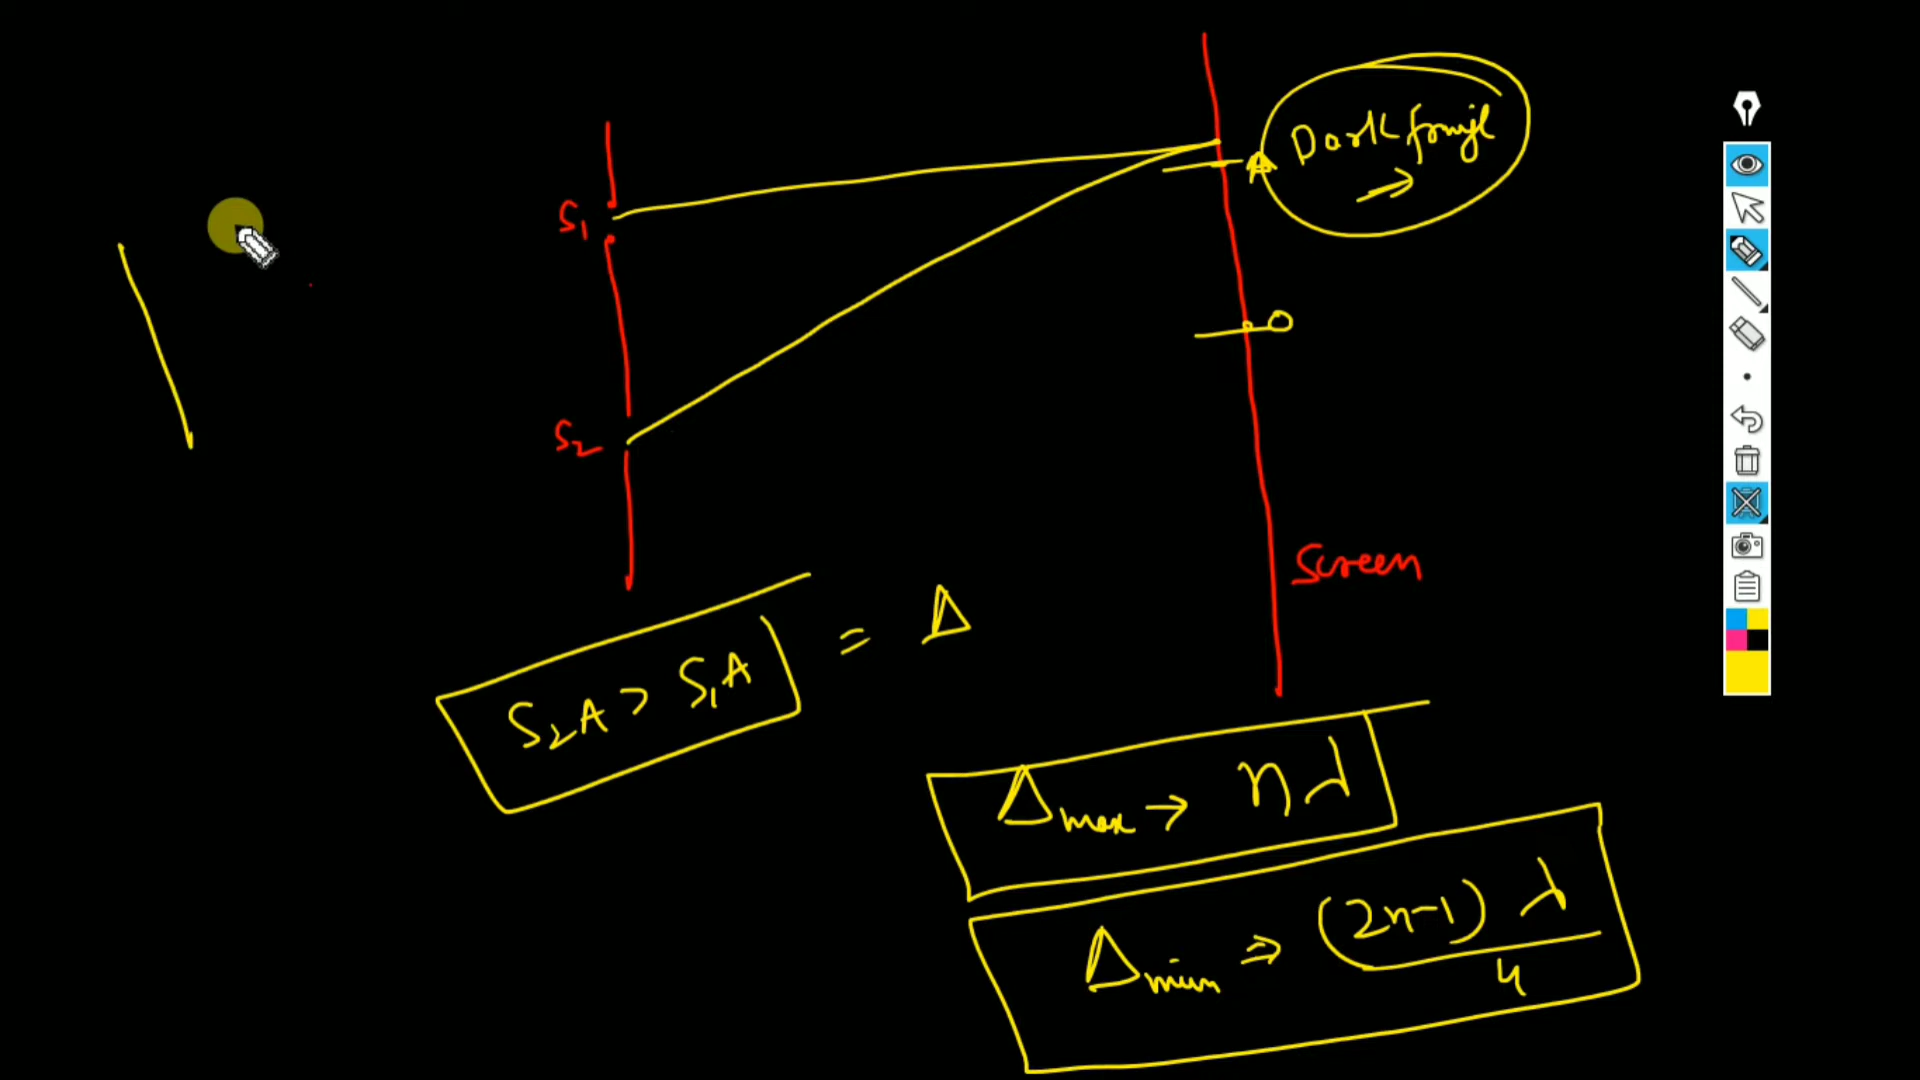 Dark fringe
S₁
A
O
S₂
Screen
S₂A > S₁A = Δ
Δmax → nλ
Δmin ⇒ (2n-1) λ
4